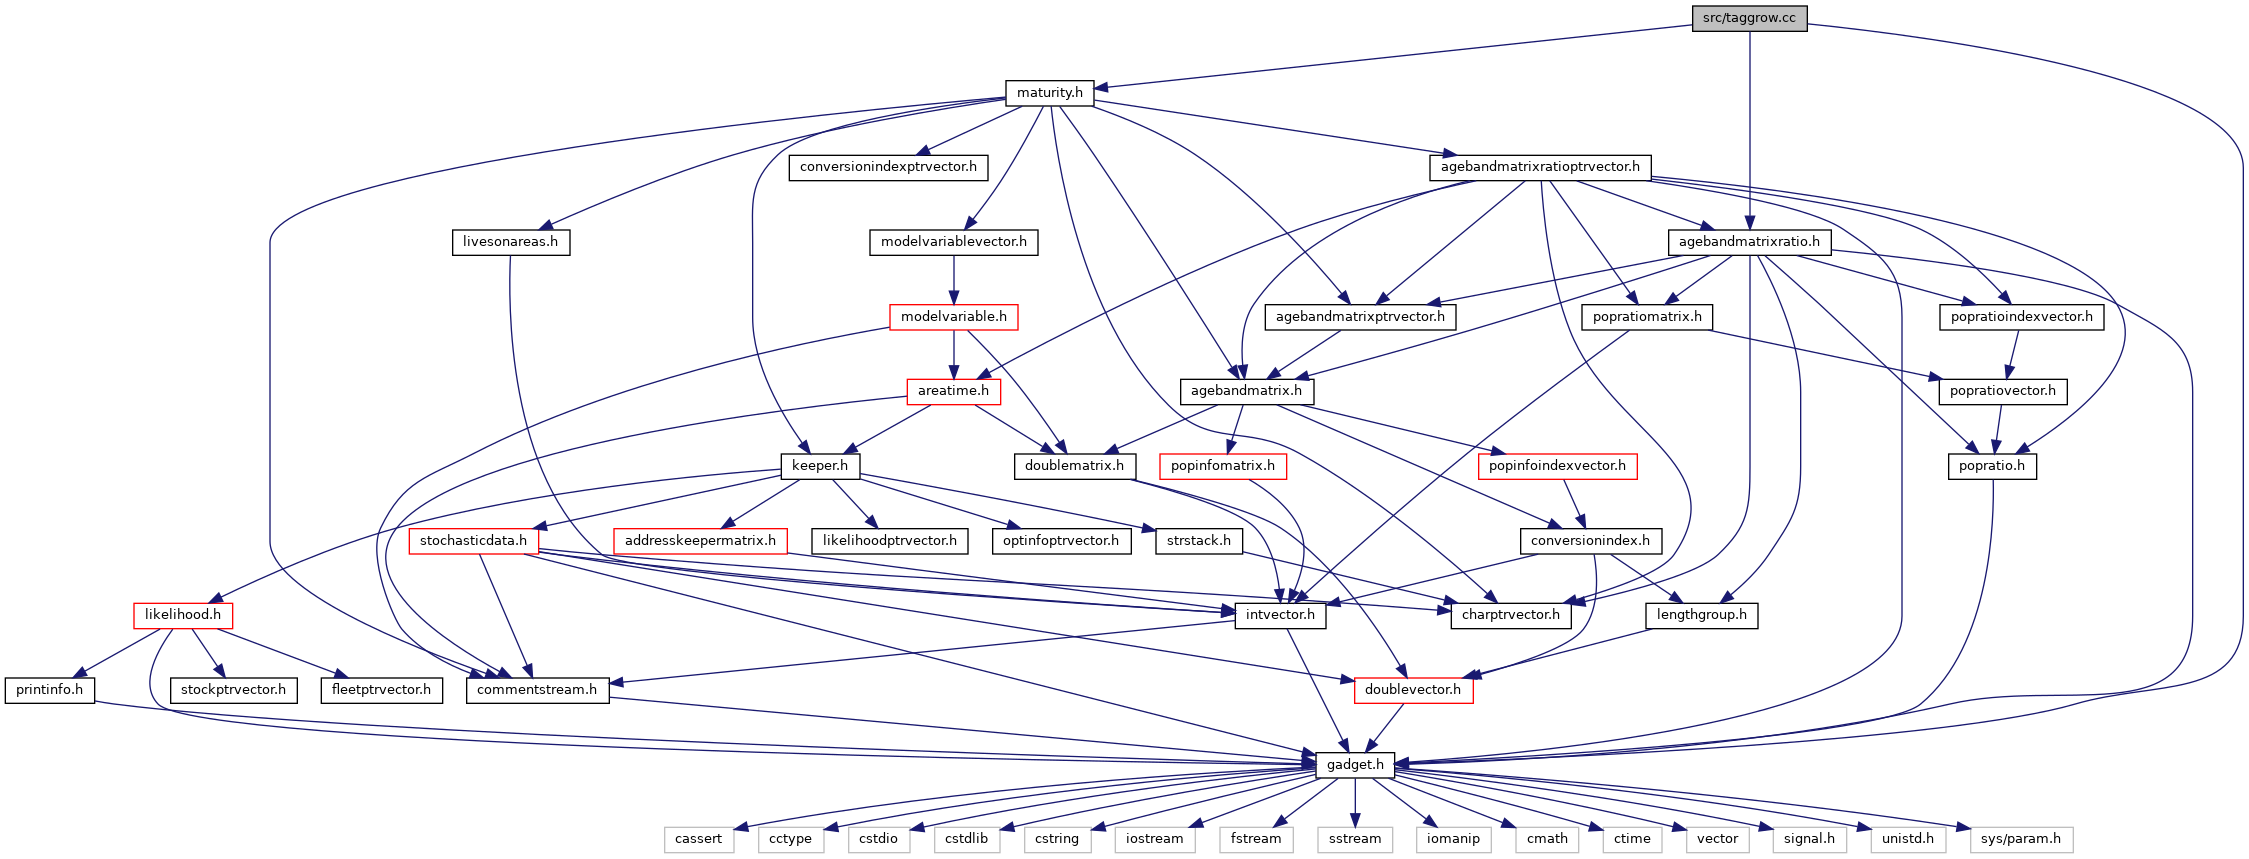 src/taggrow.cc
maturity.h
conversionindexptrvector.h
agebandmatrixratioptrvector.h
livesonareas.h
modelvariablevector.h
agebandmatrixratio.h
modelvariable.h
agebandmatrixptrvector.h
popratiomatrix.h
popratioindexvector.h
areatime.h
agebandmatrix.h
popratiovector.h
keeper.h
doublematrix.h
popinfomatrix.h
popinfoindexvector.h
popratio.h
stochasticdata.h
addresskeepermatrix.h
likelihoodptrvector.h
optinfoptrvector.h
strstack.h
conversionindex.h
likelihood.h
intvector.h
charptrvector.h
lengthgroup.h
printinfo.h
stockptrvector.h
fleetptrvector.h
commentstream.h
doublevector.h
gadget.h
cassert
cctype
cstdio
cstdlib
cstring
iostream
fstream
sstream
iomanip
cmath
ctime
vector
signal.h
unistd.h
sys/param.h